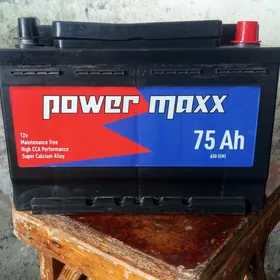 power maxx
75 Ah
12v
Maintenance free
High CCA Performance
Super Calcium Alloy